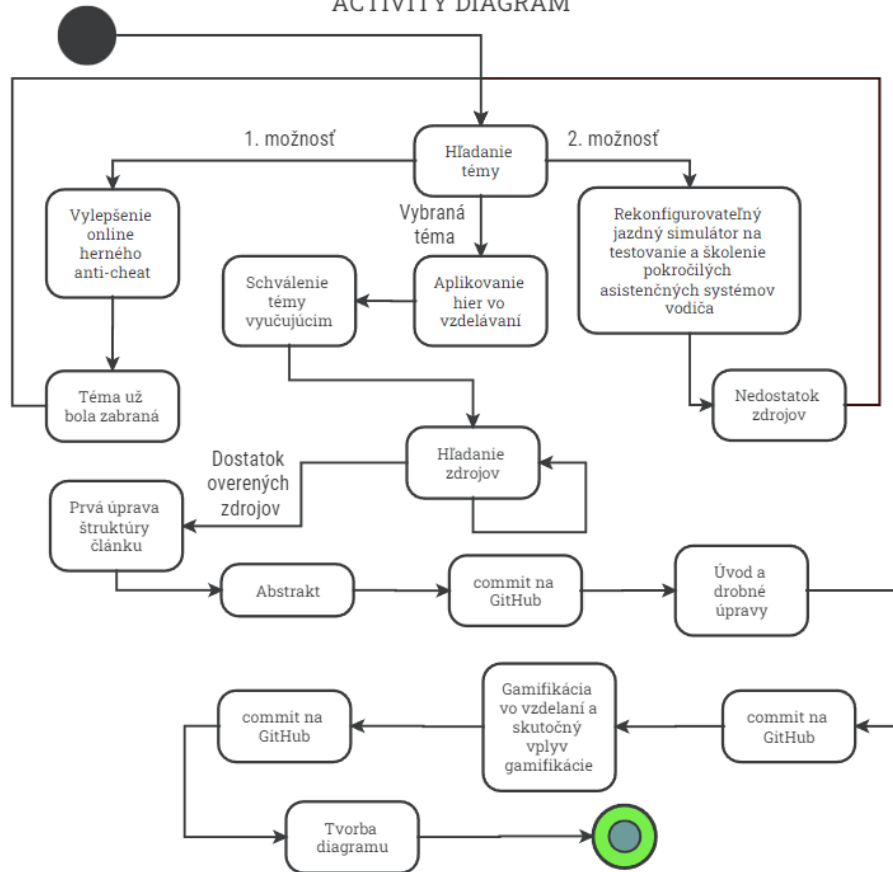 ACTIVITY DIAGRAM
1. možnosť
2. možnosť
Hľadanie
témy
Vylepšenie
online
herného
anti-cheat
Vybraná
téma
Rekonfigurovateľný
jazdný simulátor na
testovanie a školenie
pokročilých
asistenčných systémov
vodiča
Schválenie
témy
vyučujúcim
Aplikovanie
hier vo
vzdelávaní
Téma už
bola zabraná
Nedostatok
zdrojov
Hľadanie
zdrojov
Dostatok
overených
zdrojov
Prvá úprava
štruktúry
článku
Abstrakt
commit na
GitHub
Úvod a
drobné
úpravy
commit na
GitHub
Gamifikácia
vo vzdelaní a
skutočný
vplyv
gamifikácie
commit na
GitHub
Tvorba
diagramu